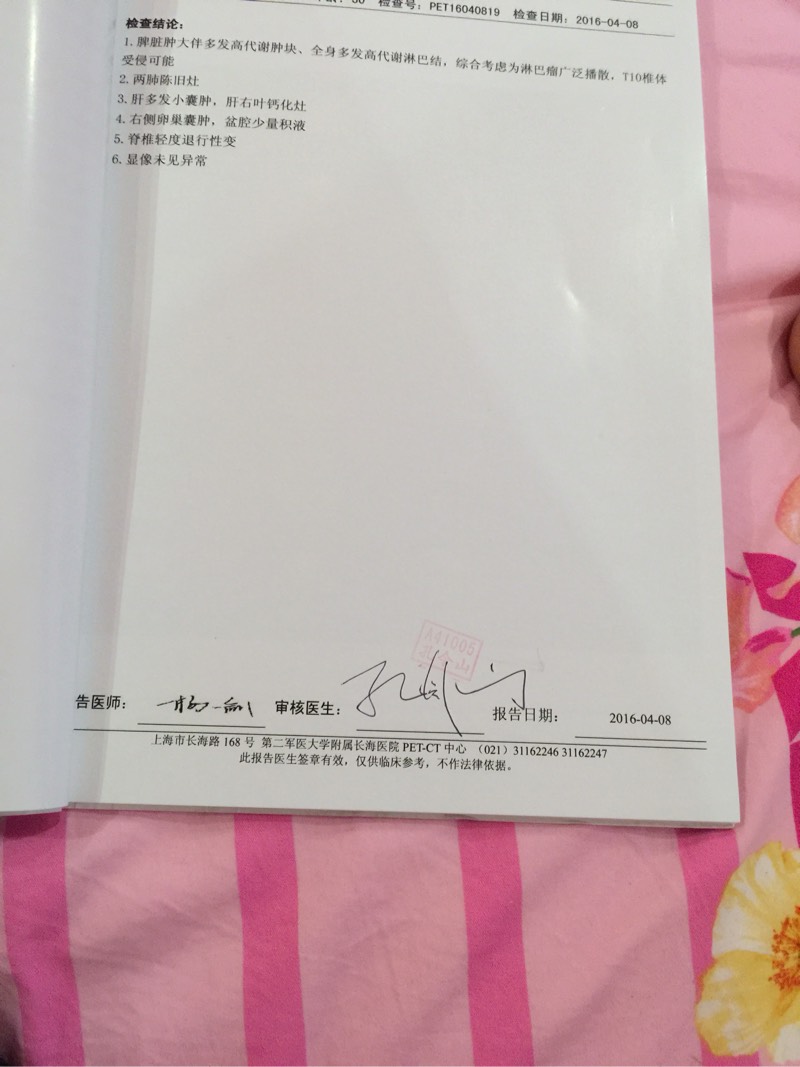 检查号：PET16040819 检查日期：2016-04-08
检查结论：
1. 脾脏肿大伴多发高代谢肿块、全身多发高代谢淋巴结，综合考虑为淋巴瘤广泛播散，T10椎体
受侵可能
2. 两肺陈旧灶
3. 肝多发小囊肿，肝右叶钙化灶
4. 右侧卵巢囊肿，盆腔少量积液
5. 脊椎轻度退行性变
6. 显像未见异常
A41005
告医师： 审核医生： 报告日期： 2016-04-08
上海市长海路 168 号 第二军医大学附属长海医院 PET-CT 中心 （021）31162246 31162247
此报告医生签章有效，仅供临床参考，不作法律依据。